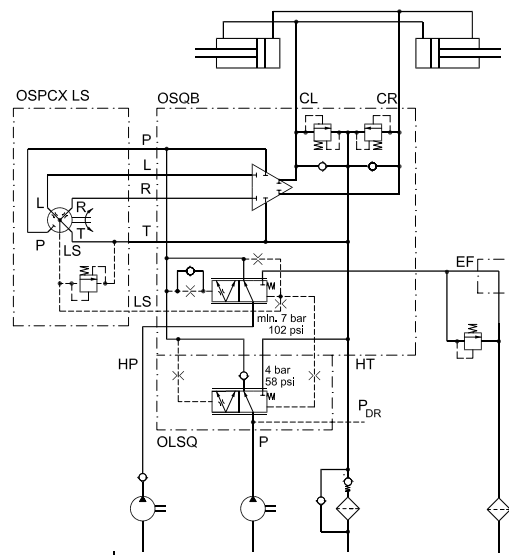 OSPCX LS
OSQB
CL
CR
P
L
R
L
R
T
T
P
LS
EF
LS
mln. 7 bar
102 psi
HP
HT
4 bar
58 psi
P
DR
OLSQ
P